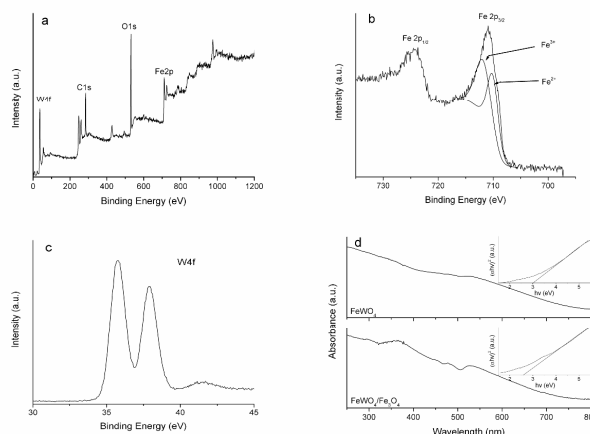 a
O1s
C1s
Fe2p
W4f
Intensity (a.u.)
0 200 400 600 800 1000 1200
Binding Energy (eV)
b
Fe 2p3/2
Fe 2p1/2
Fe3+
Fe2+
Intensity (a.u.)
730 720 710 700
Binding Energy (eV)
c
W4f
Intensity (a.u.)
30 35 40 45
Binding Energy (eV)
d
(αhν)2 (a.u.)
2 3 4 5
hν (eV)
FeWO4
(αhν)2 (a.u.)
2 3 4 5
hν (eV)
FeWO4/Fe3O4
Absorbance (a.u.)
300 400 500 600 700 800
Wavelength (nm)